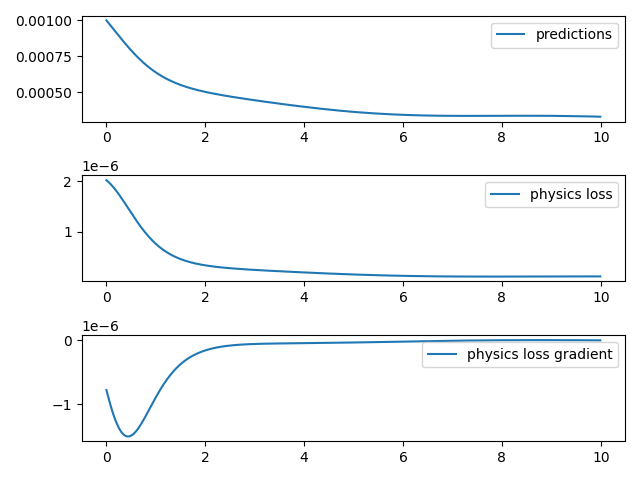 0.00100
0.00075
0.00050
predictions
0 2 4 6 8 10
1e−6
2
1
physics loss
0 2 4 6 8 10
1e−6
0
−1
physics loss gradient
0 2 4 6 8 10